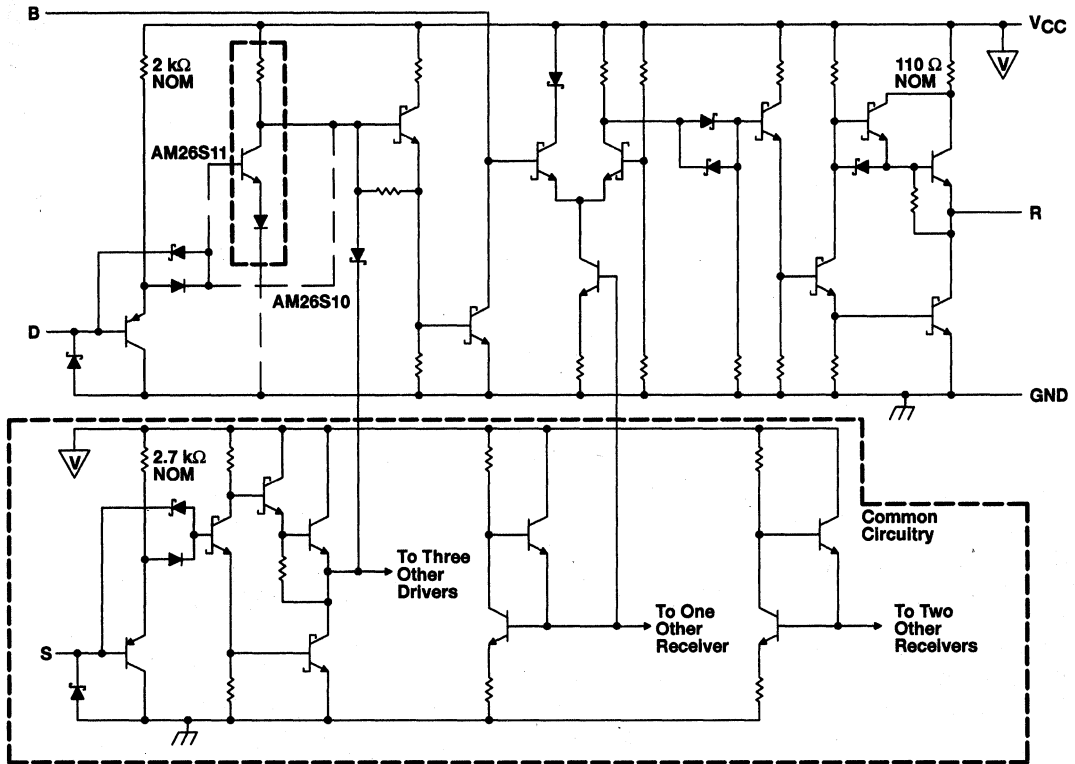 B
VCC
V
2 kΩ
NOM
110 Ω
NOM
AM26S11
R
AM26S10
D
GND
V
2.7 kΩ
NOM
Common
Circuitry
To Three
Other
Drivers
To One
Other
Receiver
To Two
Other
Receivers
S